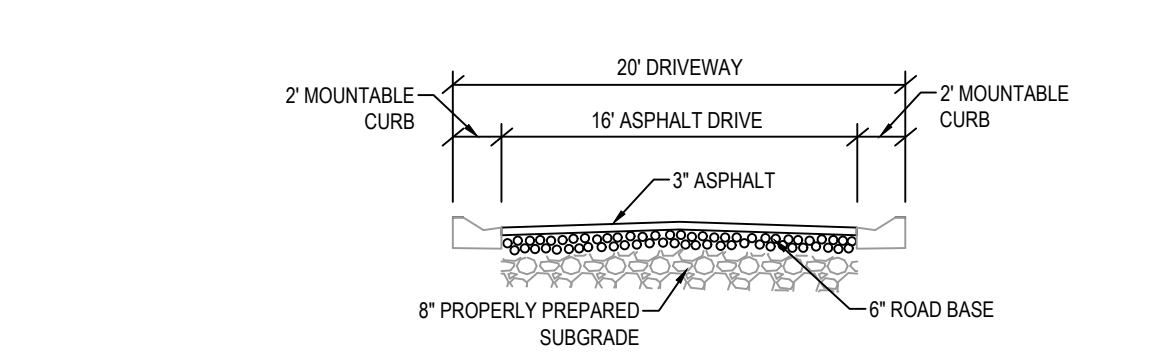 20' DRIVEWAY
2' MOUNTABLE
CURB
16' ASPHALT DRIVE
2' MOUNTABLE
CURB
3" ASPHALT
8" PROPERLY PREPARED
SUBGRADE
6" ROAD BASE